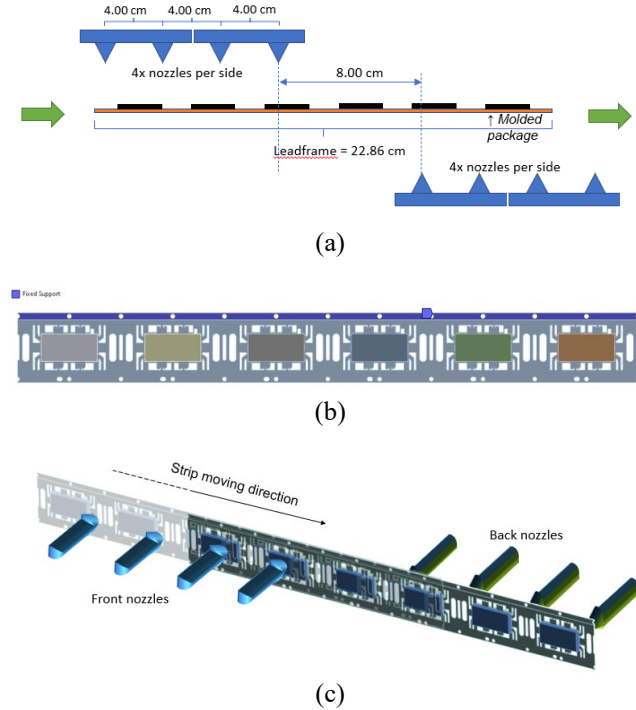 4.00 cm 4.00 cm 4.00 cm
4x nozzles per side
8.00 cm
↑ Molded
package
Leadframe = 22.86 cm
4x nozzles per side
(a)
Fixed Support
(b)
Strip moving direction
Back nozzles
Front nozzles
(c)